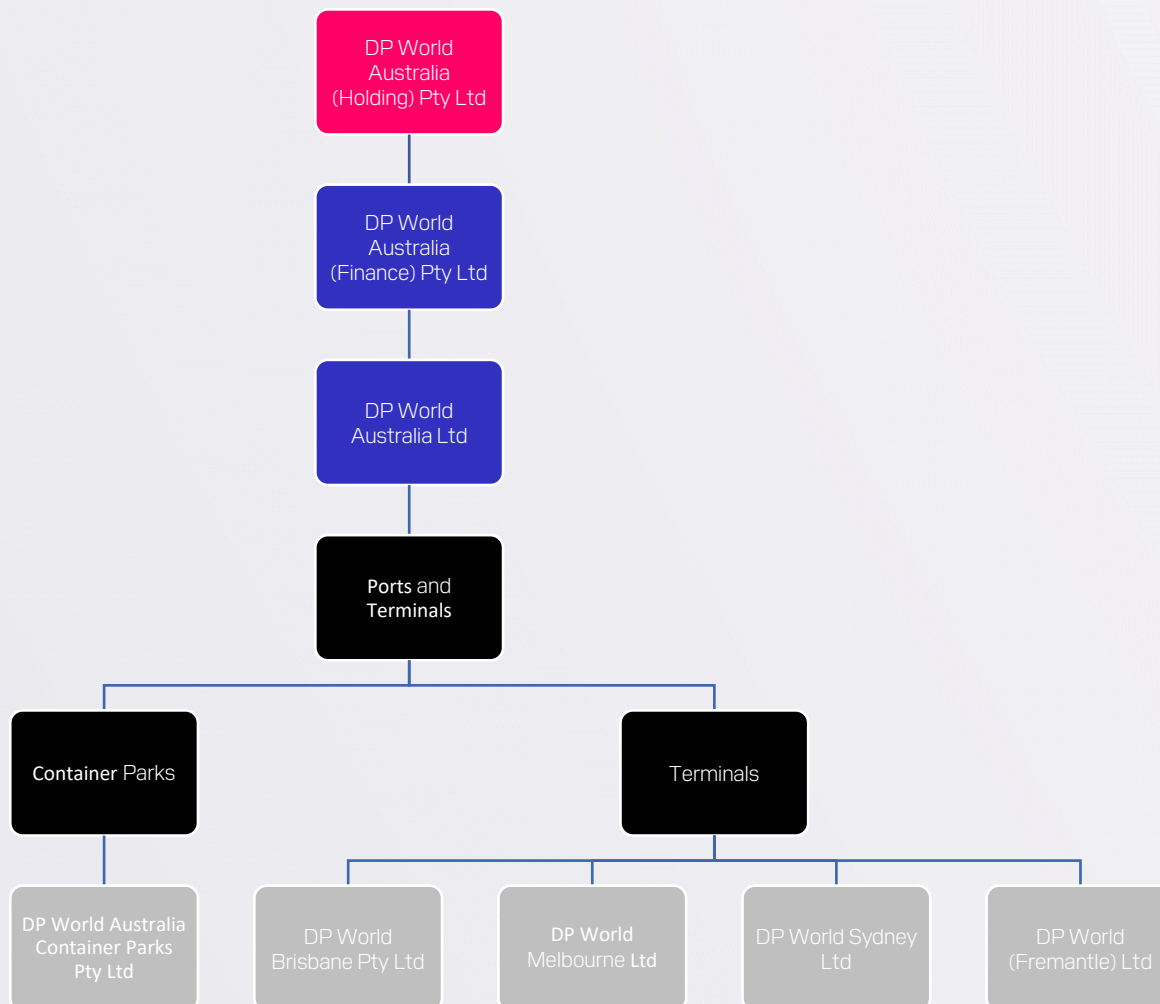 DP World
Australia
(Holding) Pty Ltd
DP World
Australia
(Finance) Pty Ltd
DP World
Australia Ltd
Ports and
Terminals
Container Parks
Terminals
DP World Australia
Container Parks
Pty Ltd
DP World
Brisbane Pty Ltd
DP World
Melbourne Ltd
DP World Sydney
Ltd
DP World
(Fremantle) Ltd